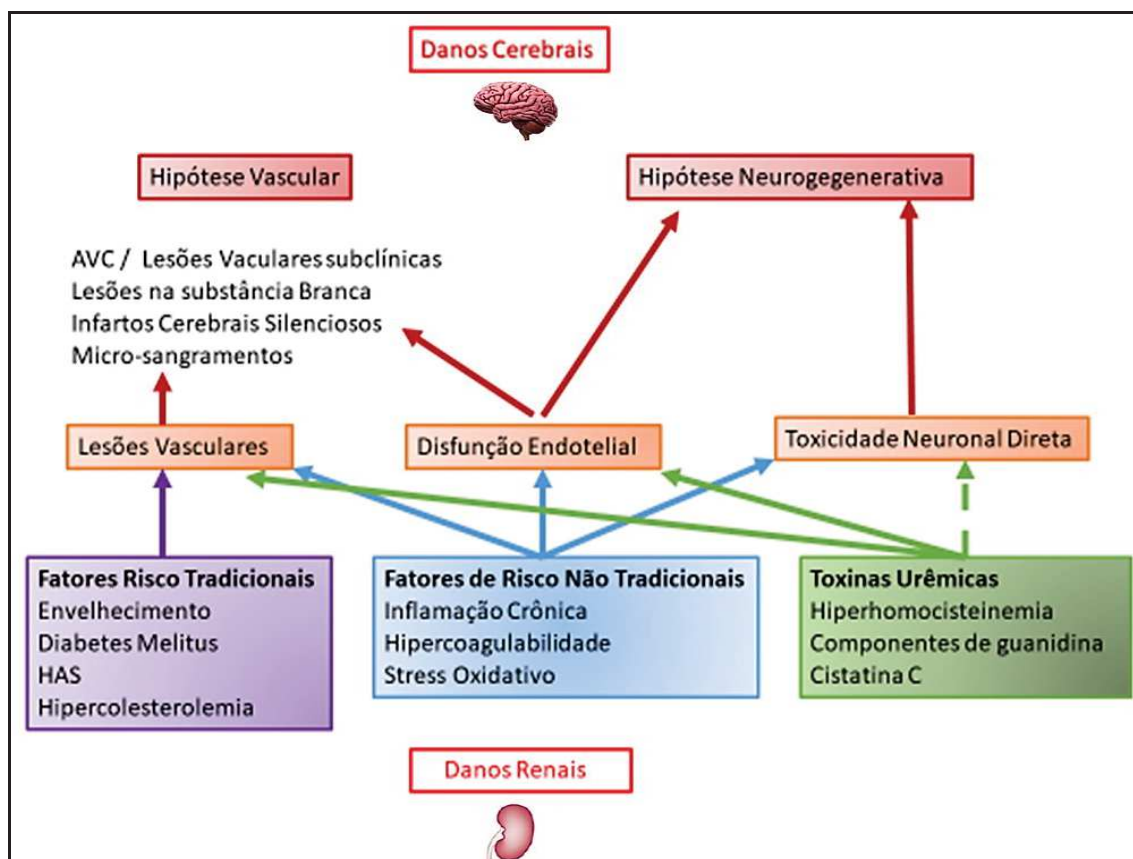 Danos Cerebrais
Hipótese Vascular
Hipótese Neurogegenerativa
AVC / Lesões Vaculares subclínicas
Lesões na substância Branca
Infartos Cerebrais Silenciosos
Micro-sangramentos
Lesões Vasculares
Disfunção Endotelial
Toxicidade Neuronal Direta
Fatores Risco Tradicionais
Envelhecimento
Diabetes Melitus
HAS
Hipercolesterolemia
Fatores de Risco Não Tradicionais
Inflamação Crônica
Hipercoagulabilidade
Stress Oxidativo
Toxinas Urêmicas
Hiperhomocisteinemia
Componentes de guanidina
Cistatina C
Danos Renais